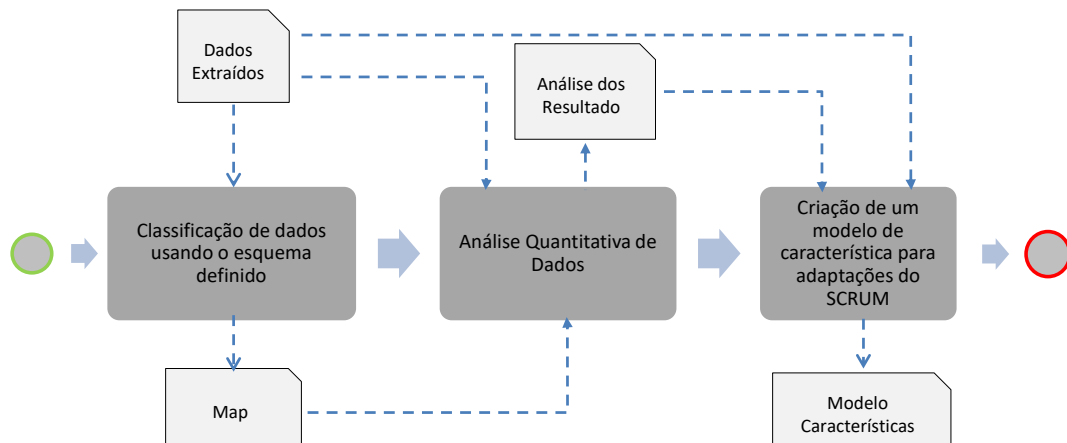 Dados
Extraídos
Análise dos
Resultado
Classificação de dados
usando o esquema
definido
Análise Quantitativa de
Dados
Criação de um
modelo de
característica para
adaptações do
SCRUM
Map
Modelo
Características